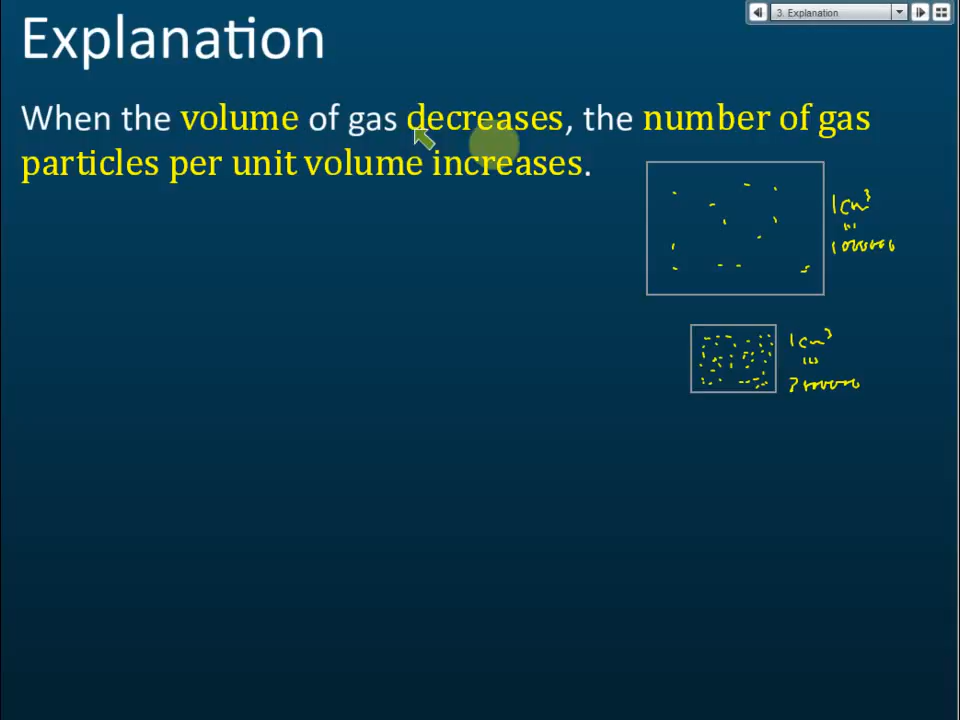 3. Explanation
Explanation
When the volume of gas decreases, the number of gas
particles per unit volume increases.
1cm³
1cm³